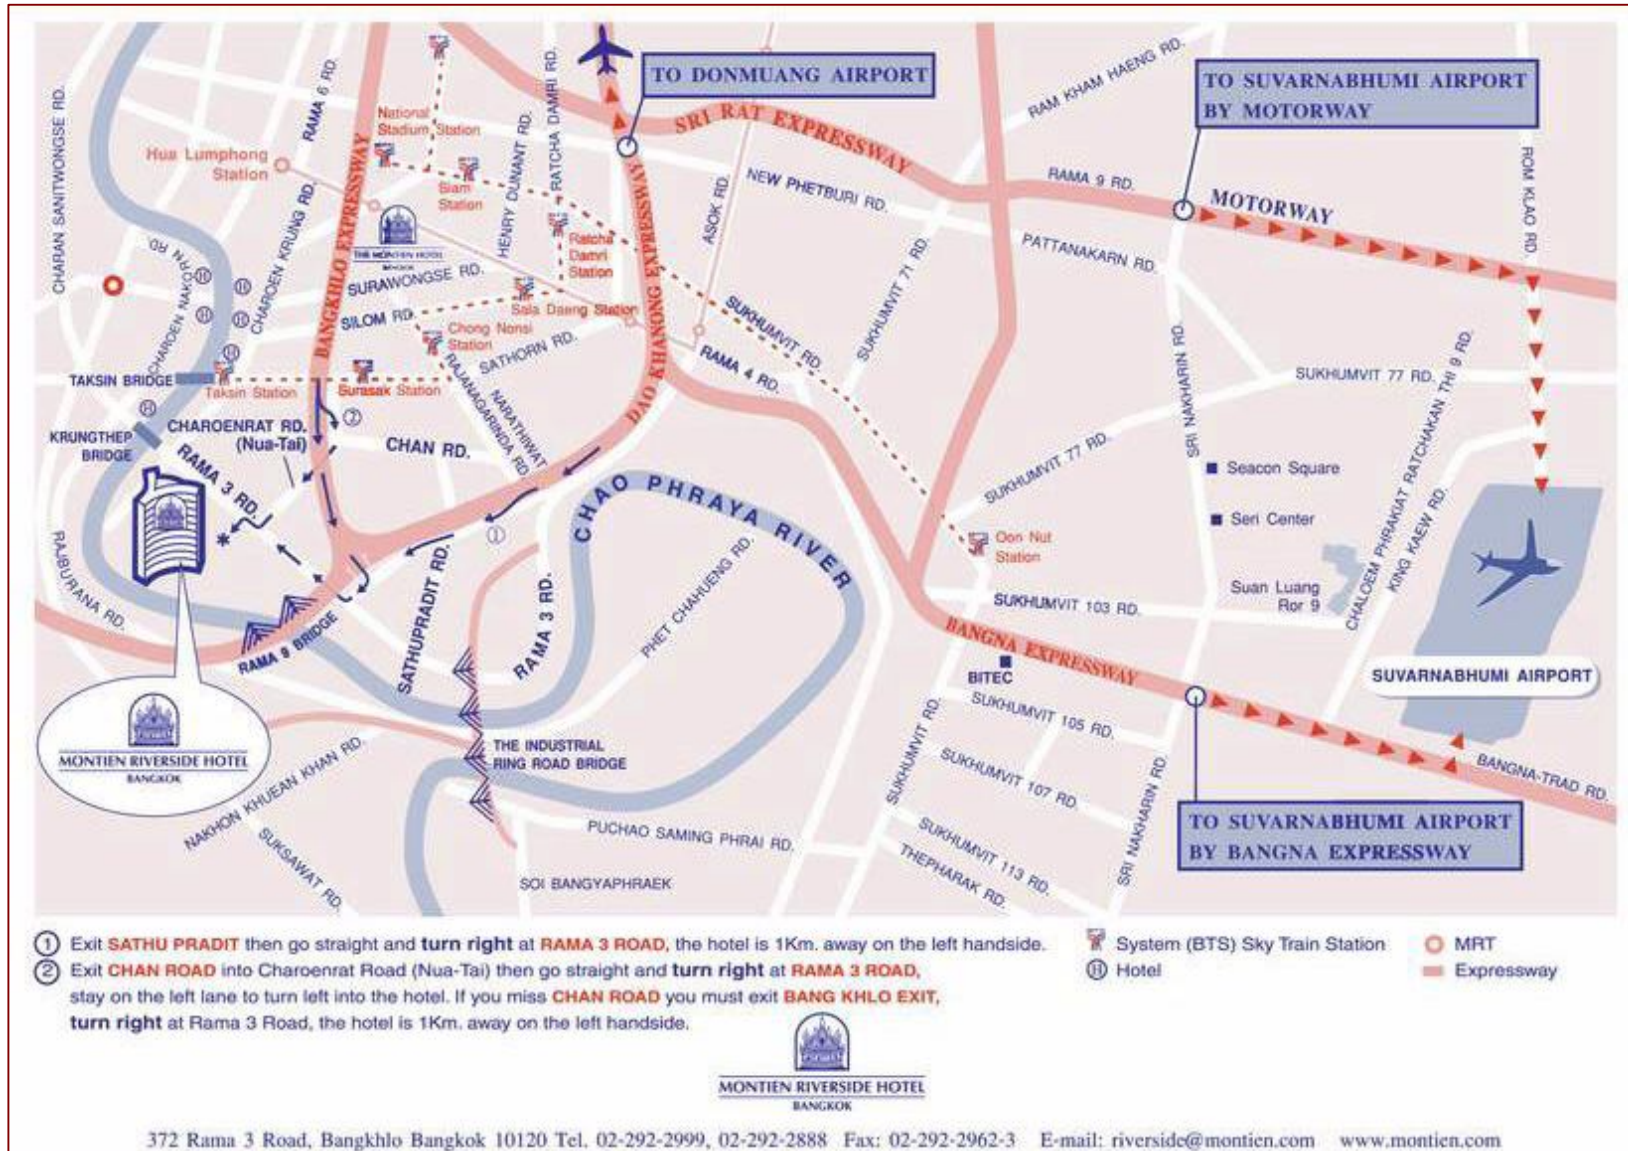 TO DONMUANG AIRPORT
TO SUVARNABHUMI AIRPORT
BY MOTORWAY
CHARAN SANITWONGSE RD.
RAMA 6 RD.
National
Stadium Station
Hua Lumphong
Station
Siam
Station
HENRY DUNANT RD.
RATCHA DAMRI RD.
SRI RAT EXPRESSWAY
RAM KHAM HAENG RD.
RAMA 9 RD.
NEW PHETBURI RD.
ASOK RD.
MOTORWAY
ROM KLAO RD.
PATTANAKARN RD.
CHAROEN NAKORN RD.
CHAROEN KRUNG RD.
BANGKHLO EXPRESSWAY
THE MONTIEN HOTEL
BANGKOK
SURAWONGSE RD.
SILOM RD.
Ratcha
Damri
Station
Sala Daeng Station
Chong Nonsi
Station
SATHORN RD.
DAO KHANONG EXPRESSWAY
SUKHUMVIT RD.
SUKHUMVIT 71 RD.
RAMA 4 RD.
SRI NAKHARIN RD.
SUKHUMVIT 77 RD.
CHALOEM PHRAKIAT RATCHAKAN THI 9 RD.
KING KAEW RD.
TAKSIN BRIDGE
Taksin Station
Surasak Station
KRUNGTHEP
BRIDGE
CHAROENRAT RD.
(Nua-Tai)
2
CHAN RD.
NARATHIWAT
RAJANAGARINDA RD.
RAMA 3 RD.
SUKHUMVIT 77 RD.
Seacon Square
Seri Center
Oon Nut
Station
Suan Luang
Ror 9
CHAO PHRAYA RIVER
1
SATHUPRADIT RD.
RAMA 3 RD.
PHET CHAHUENG RD.
RAJBURANA RD.
RAMA 9 BRIDGE
SUKHUMVIT 103 RD.
BANGNA EXPRESSWAY
BITEC
SUVARNABHUMI AIRPORT
MONTIEN RIVERSIDE HOTEL
BANGKOK
THE INDUSTRIAL
RING ROAD BRIDGE
NAKHON KHUEAN KHAN RD.
SUKSAWAT RD.
PUCHAO SAMING PHRAI RD.
SOI BANGYAPHRAEK
SUKHUMVIT RD.
SUKHUMVIT 105 RD.
SUKHUMVIT 107 RD.
SUKHUMVIT 113 RD.
THEPHARAK RD.
SRI NAKHARIN RD.
BANGNA-TRAD RD.
TO SUVARNABHUMI AIRPORT
BY BANGNA EXPRESSWAY
1 Exit SATHU PRADIT then go straight and turn right at RAMA 3 ROAD, the hotel is 1Km. away on the left handside.
2 Exit CHAN ROAD into Charoenrat Road (Nua-Tai) then go straight and turn right at RAMA 3 ROAD,
stay on the left lane to turn left into the hotel. If you miss CHAN ROAD you must exit BANG KHLO EXIT,
turn right at Rama 3 Road, the hotel is 1Km. away on the left handside.
System (BTS) Sky Train Station
MRT
H Hotel
Expressway
MONTIEN RIVERSIDE HOTEL
BANGKOK
372 Rama 3 Road, Bangkhlo Bangkok 10120 Tel. 02-292-2999, 02-292-2888 Fax: 02-292-2962-3 E-mail: riverside@montien.com www.montien.com